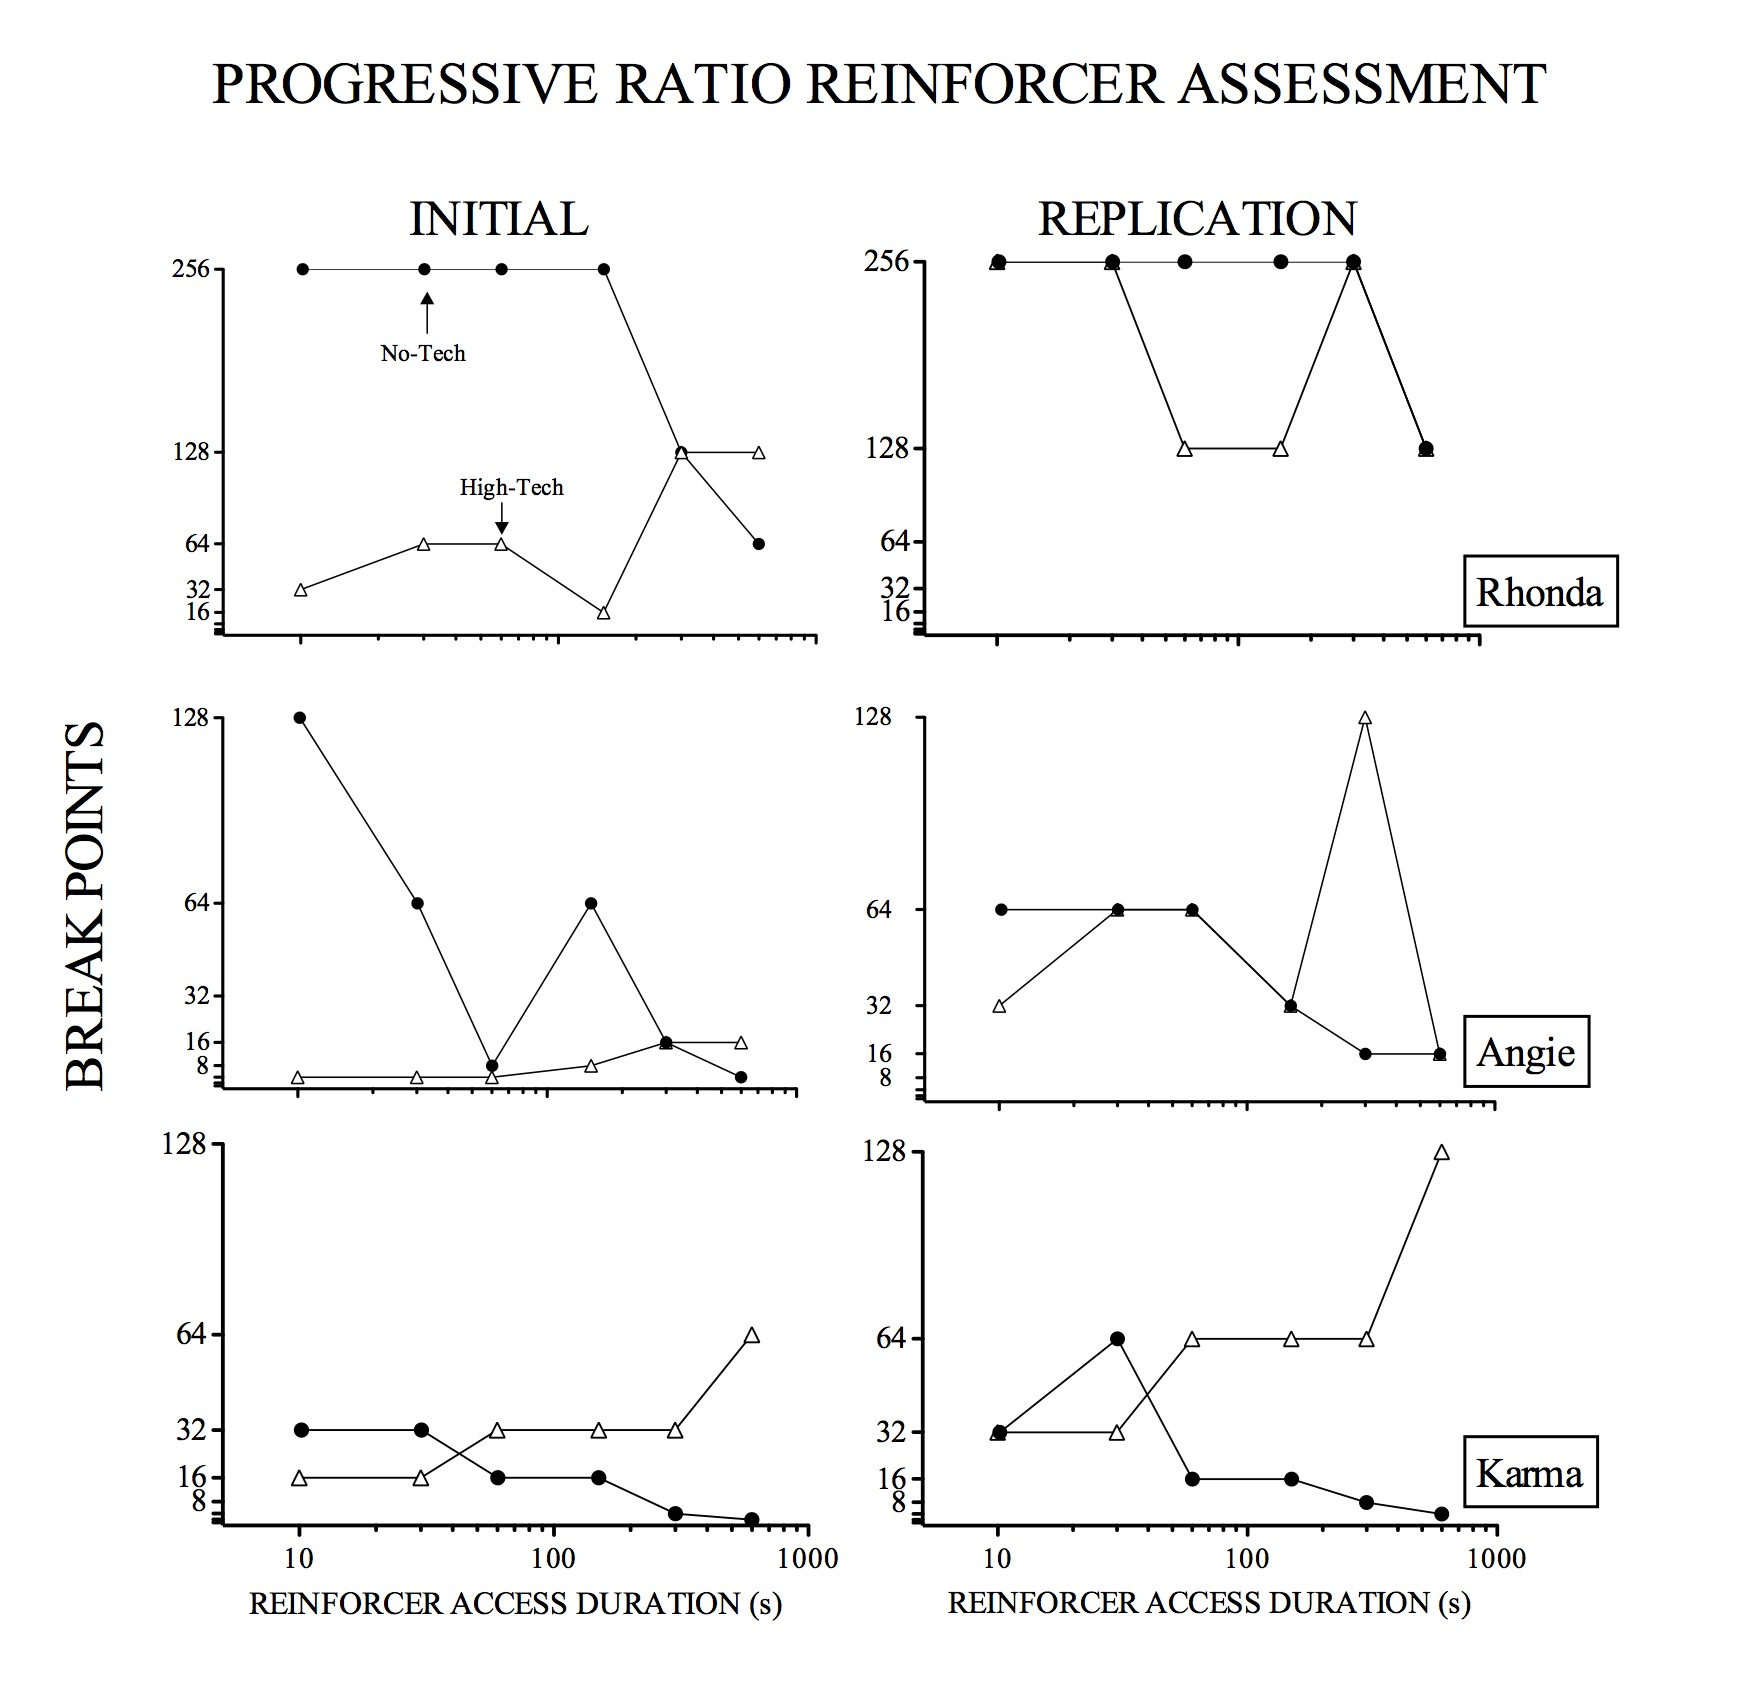 PROGRESSIVE RATIO REINFORCER ASSESSMENT
INITIAL
REPLICATION
256
128
64
32
16
No-Tech
High-Tech
256
128
64
32
16
Rhonda
BREAK POINTS
128
64
32
16
8
128
64
32
16
8
Angie
128
64
32
16
8
10 100 1000
REINFORCER ACCESS DURATION (s)
128
64
32
16
8
Karma
10 100 1000
REINFORCER ACCESS DURATION (s)